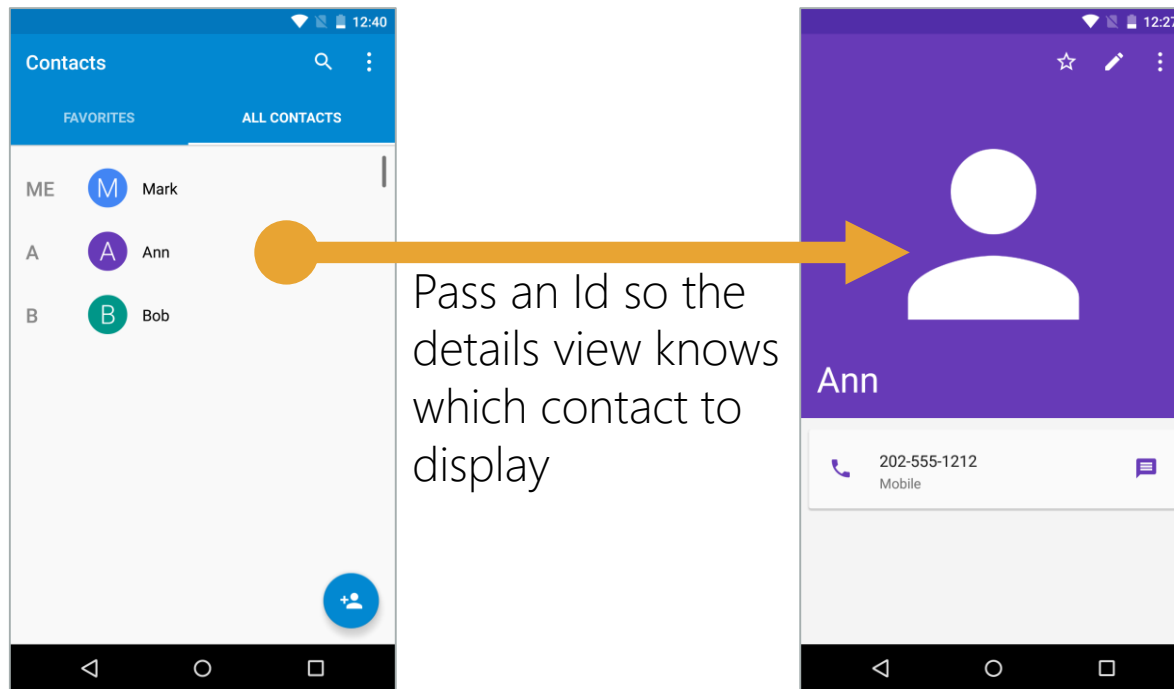 12:40
Contacts
FAVORITES
ALL CONTACTS
ME
M
Mark
A
A
Ann
B
B
Bob
Pass an Id so the
details view knows
which contact to
display
12:27
Ann
202-555-1212
Mobile